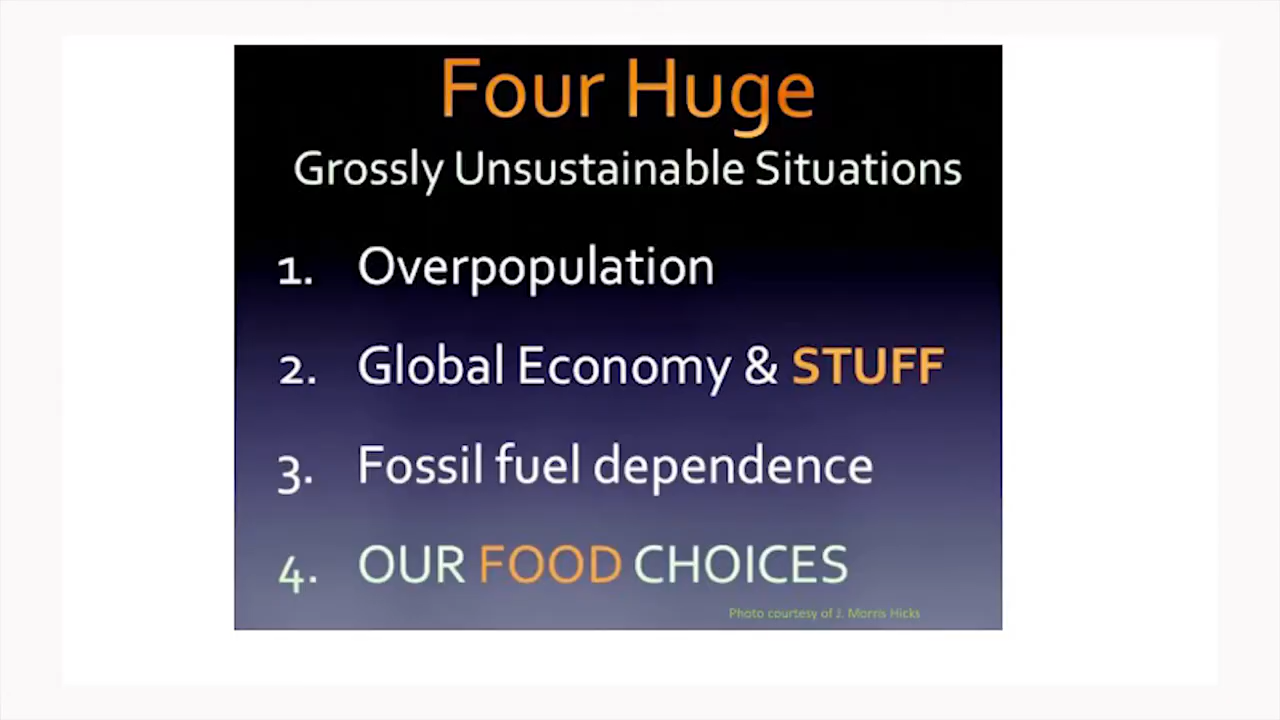 Four Huge
Grossly Unsustainable Situations
1. Overpopulation
2. Global Economy & STUFF
3. Fossil fuel dependence
4. OUR FOOD CHOICES
Photo courtesy of J. Morris Hicks